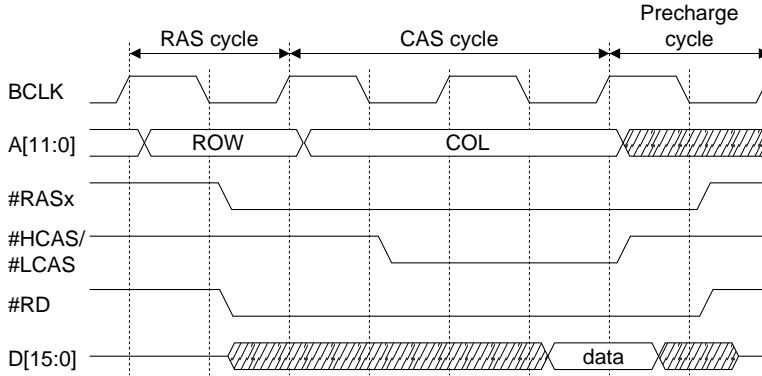 Precharge
RAS cycle CAS cycle cycle
BCLK
A[11:0] ROW COL
#RASx
#HCAS/
#LCAS
#RD
D[15:0] data